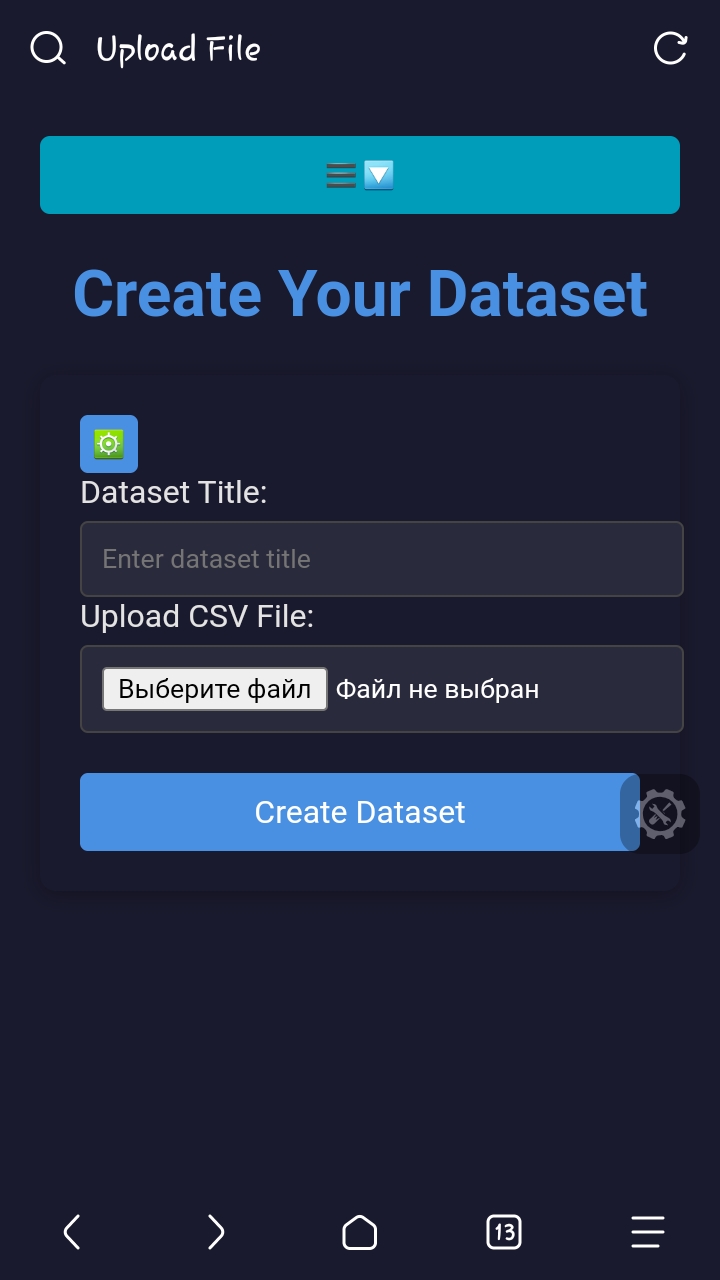 Upload File
Create Your Dataset
Dataset Title:
Enter dataset title
Upload CSV File:
Выберите файл Файл не выбран
Create Dataset
13